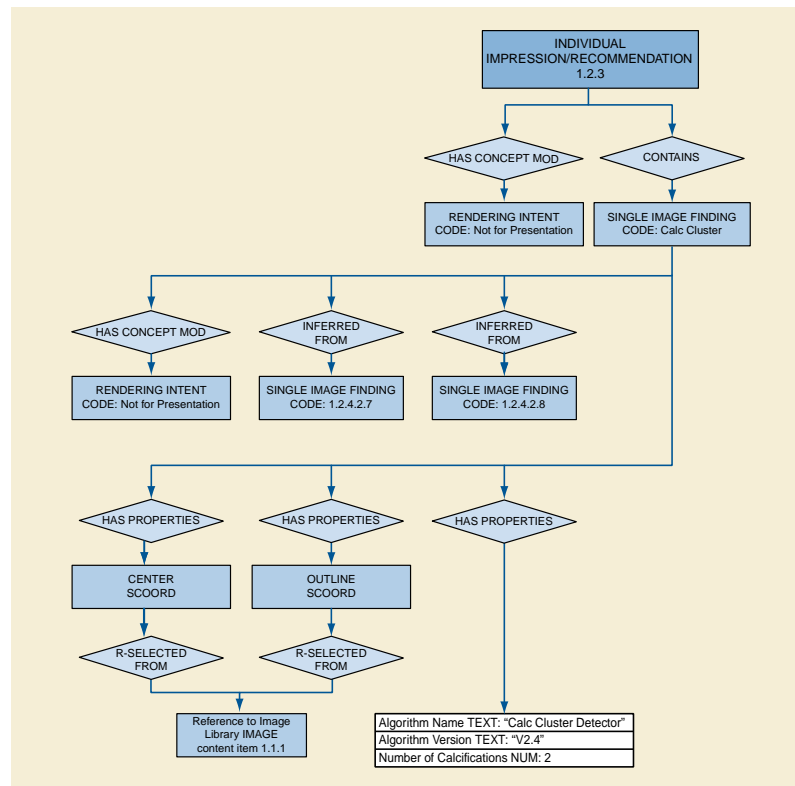 INDIVIDUAL
IMPRESSION/RECOMMENDATION
1.2.3
HAS CONCEPT MOD
CONTAINS
RENDERING INTENT
CODE: Not for Presentation
SINGLE IMAGE FINDING
CODE: Calc Cluster
HAS CONCEPT MOD
INFERRED
FROM
INFERRED
FROM
RENDERING INTENT
CODE: Not for Presentation
SINGLE IMAGE FINDING
CODE: 1.2.4.2.7
SINGLE IMAGE FINDING
CODE: 1.2.4.2.8
HAS PROPERTIES
HAS PROPERTIES
HAS PROPERTIES
CENTER
SCOORD
OUTLINE
SCOORD
R-SELECTED
FROM
R-SELECTED
FROM
Reference to Image
Library IMAGE
content item 1.1.1
Algorithm Name TEXT: “Calc Cluster Detector”
Algorithm Version TEXT: “V2.4”
Number of Calcifications NUM: 2